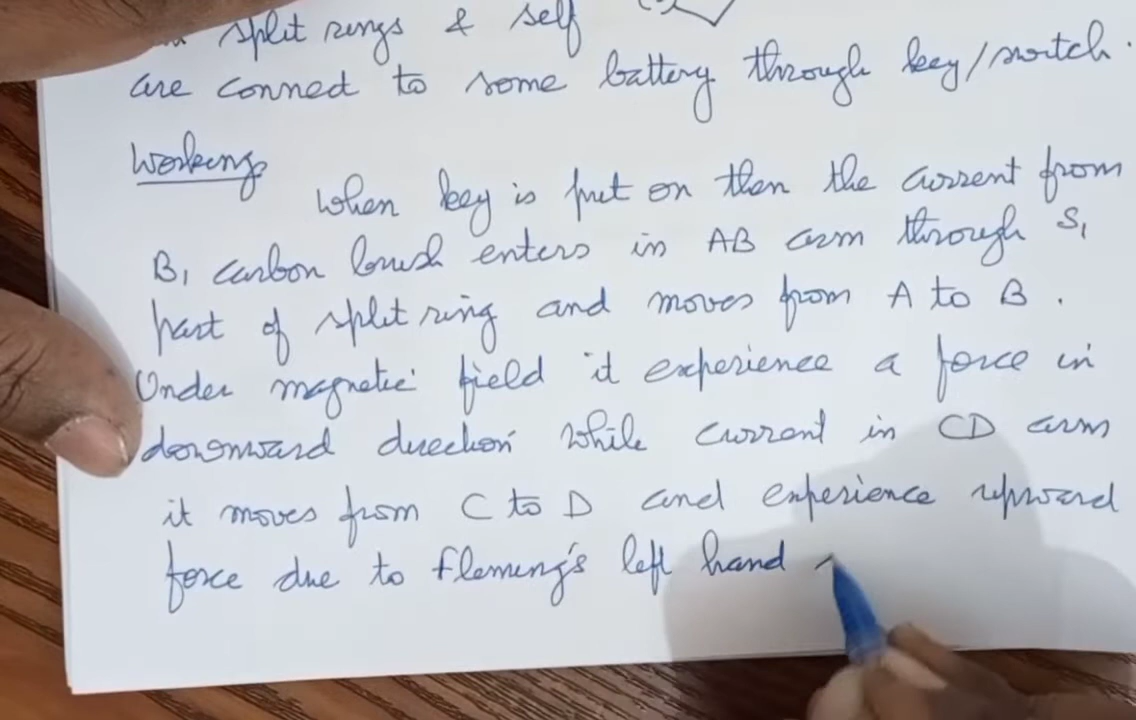 split rings & self
are conned to some battery through key/switch.
Working
When key is put on then the current from
B₁ carbon brush enters in AB arm through S₁
part of split ring and moves from A to B.
Under magnetic field it experience a force in
downward direction while current in CD arm
it moves from C to D and experience upward
force due to Fleming's left hand